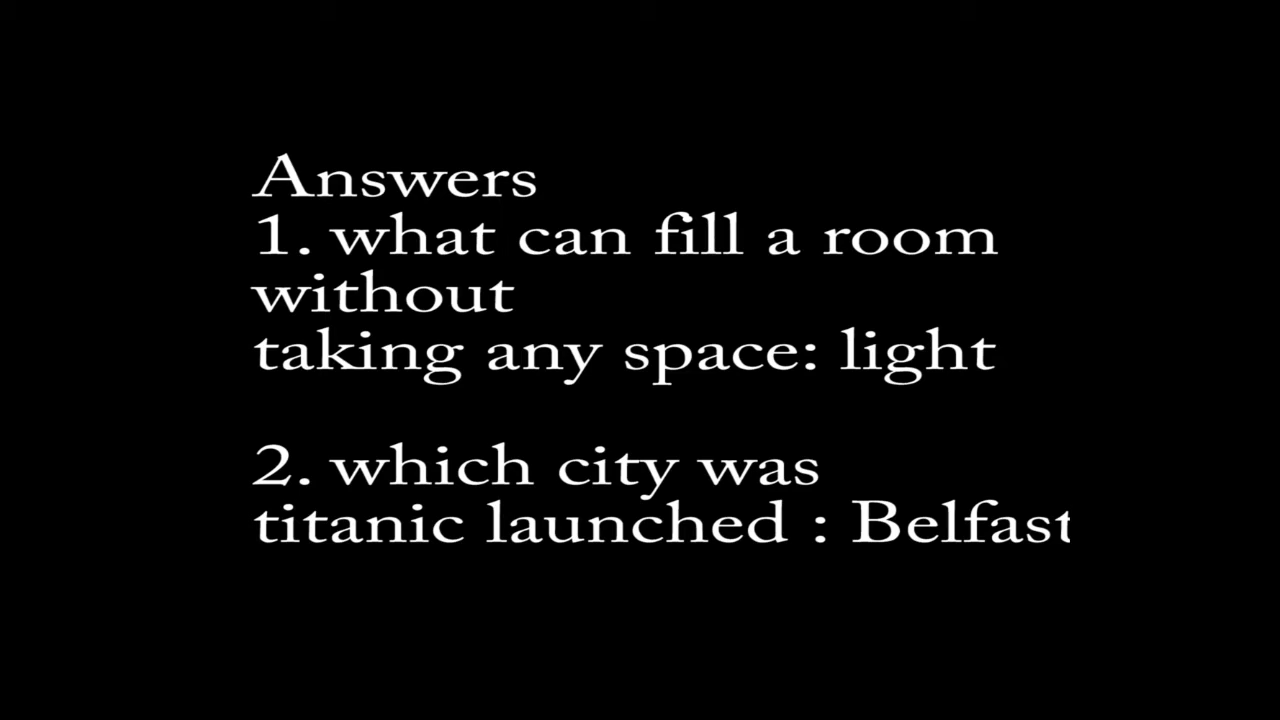 Answers
1. what can fill a room
without
taking any space: light
2. which city was
titanic launched : Belfast